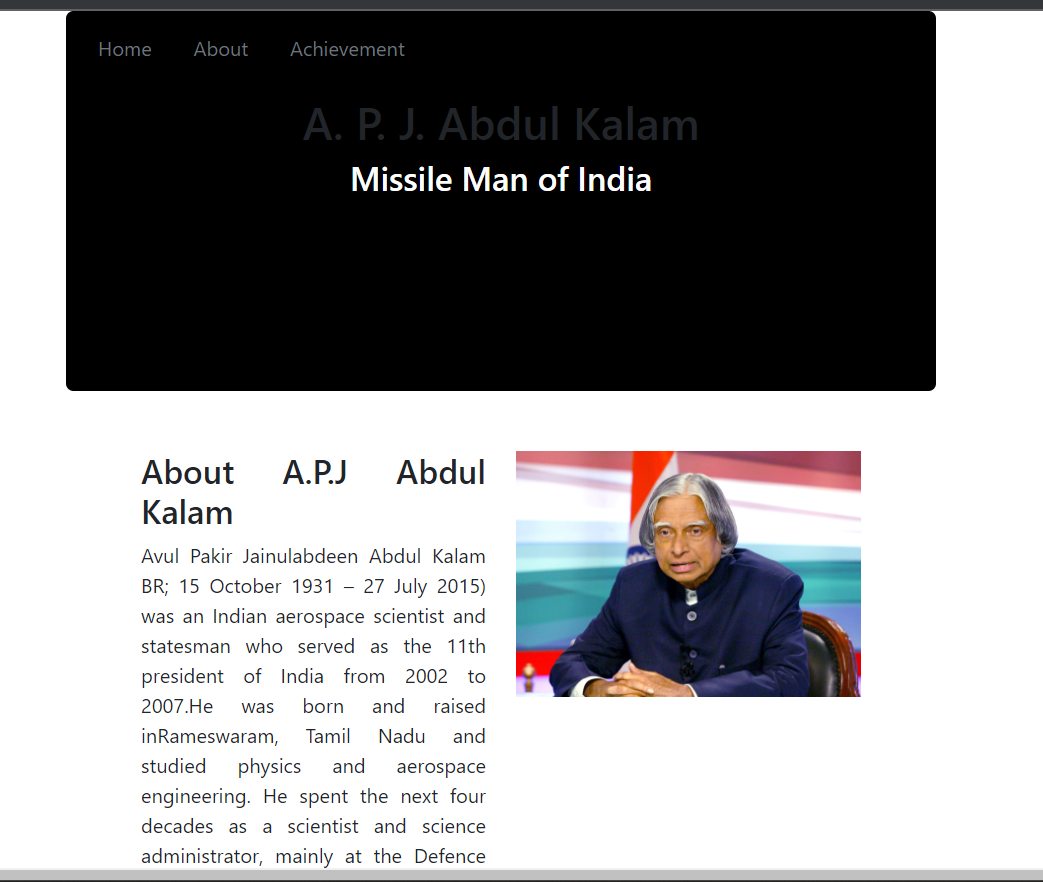 Home About Achievement
A. P. J. Abdul Kalam
Missile Man of India
About A.P.J Abdul
Kalam
Avul Pakir Jainulabdeen Abdul Kalam
BR; 15 October 1931 – 27 July 2015)
was an Indian aerospace scientist and
statesman who served as the 11th
president of India from 2002 to
2007.He was born and raised
inRameswaram, Tamil Nadu and
studied physics and aerospace
engineering. He spent the next four
decades as a scientist and science
administrator, mainly at the Defence